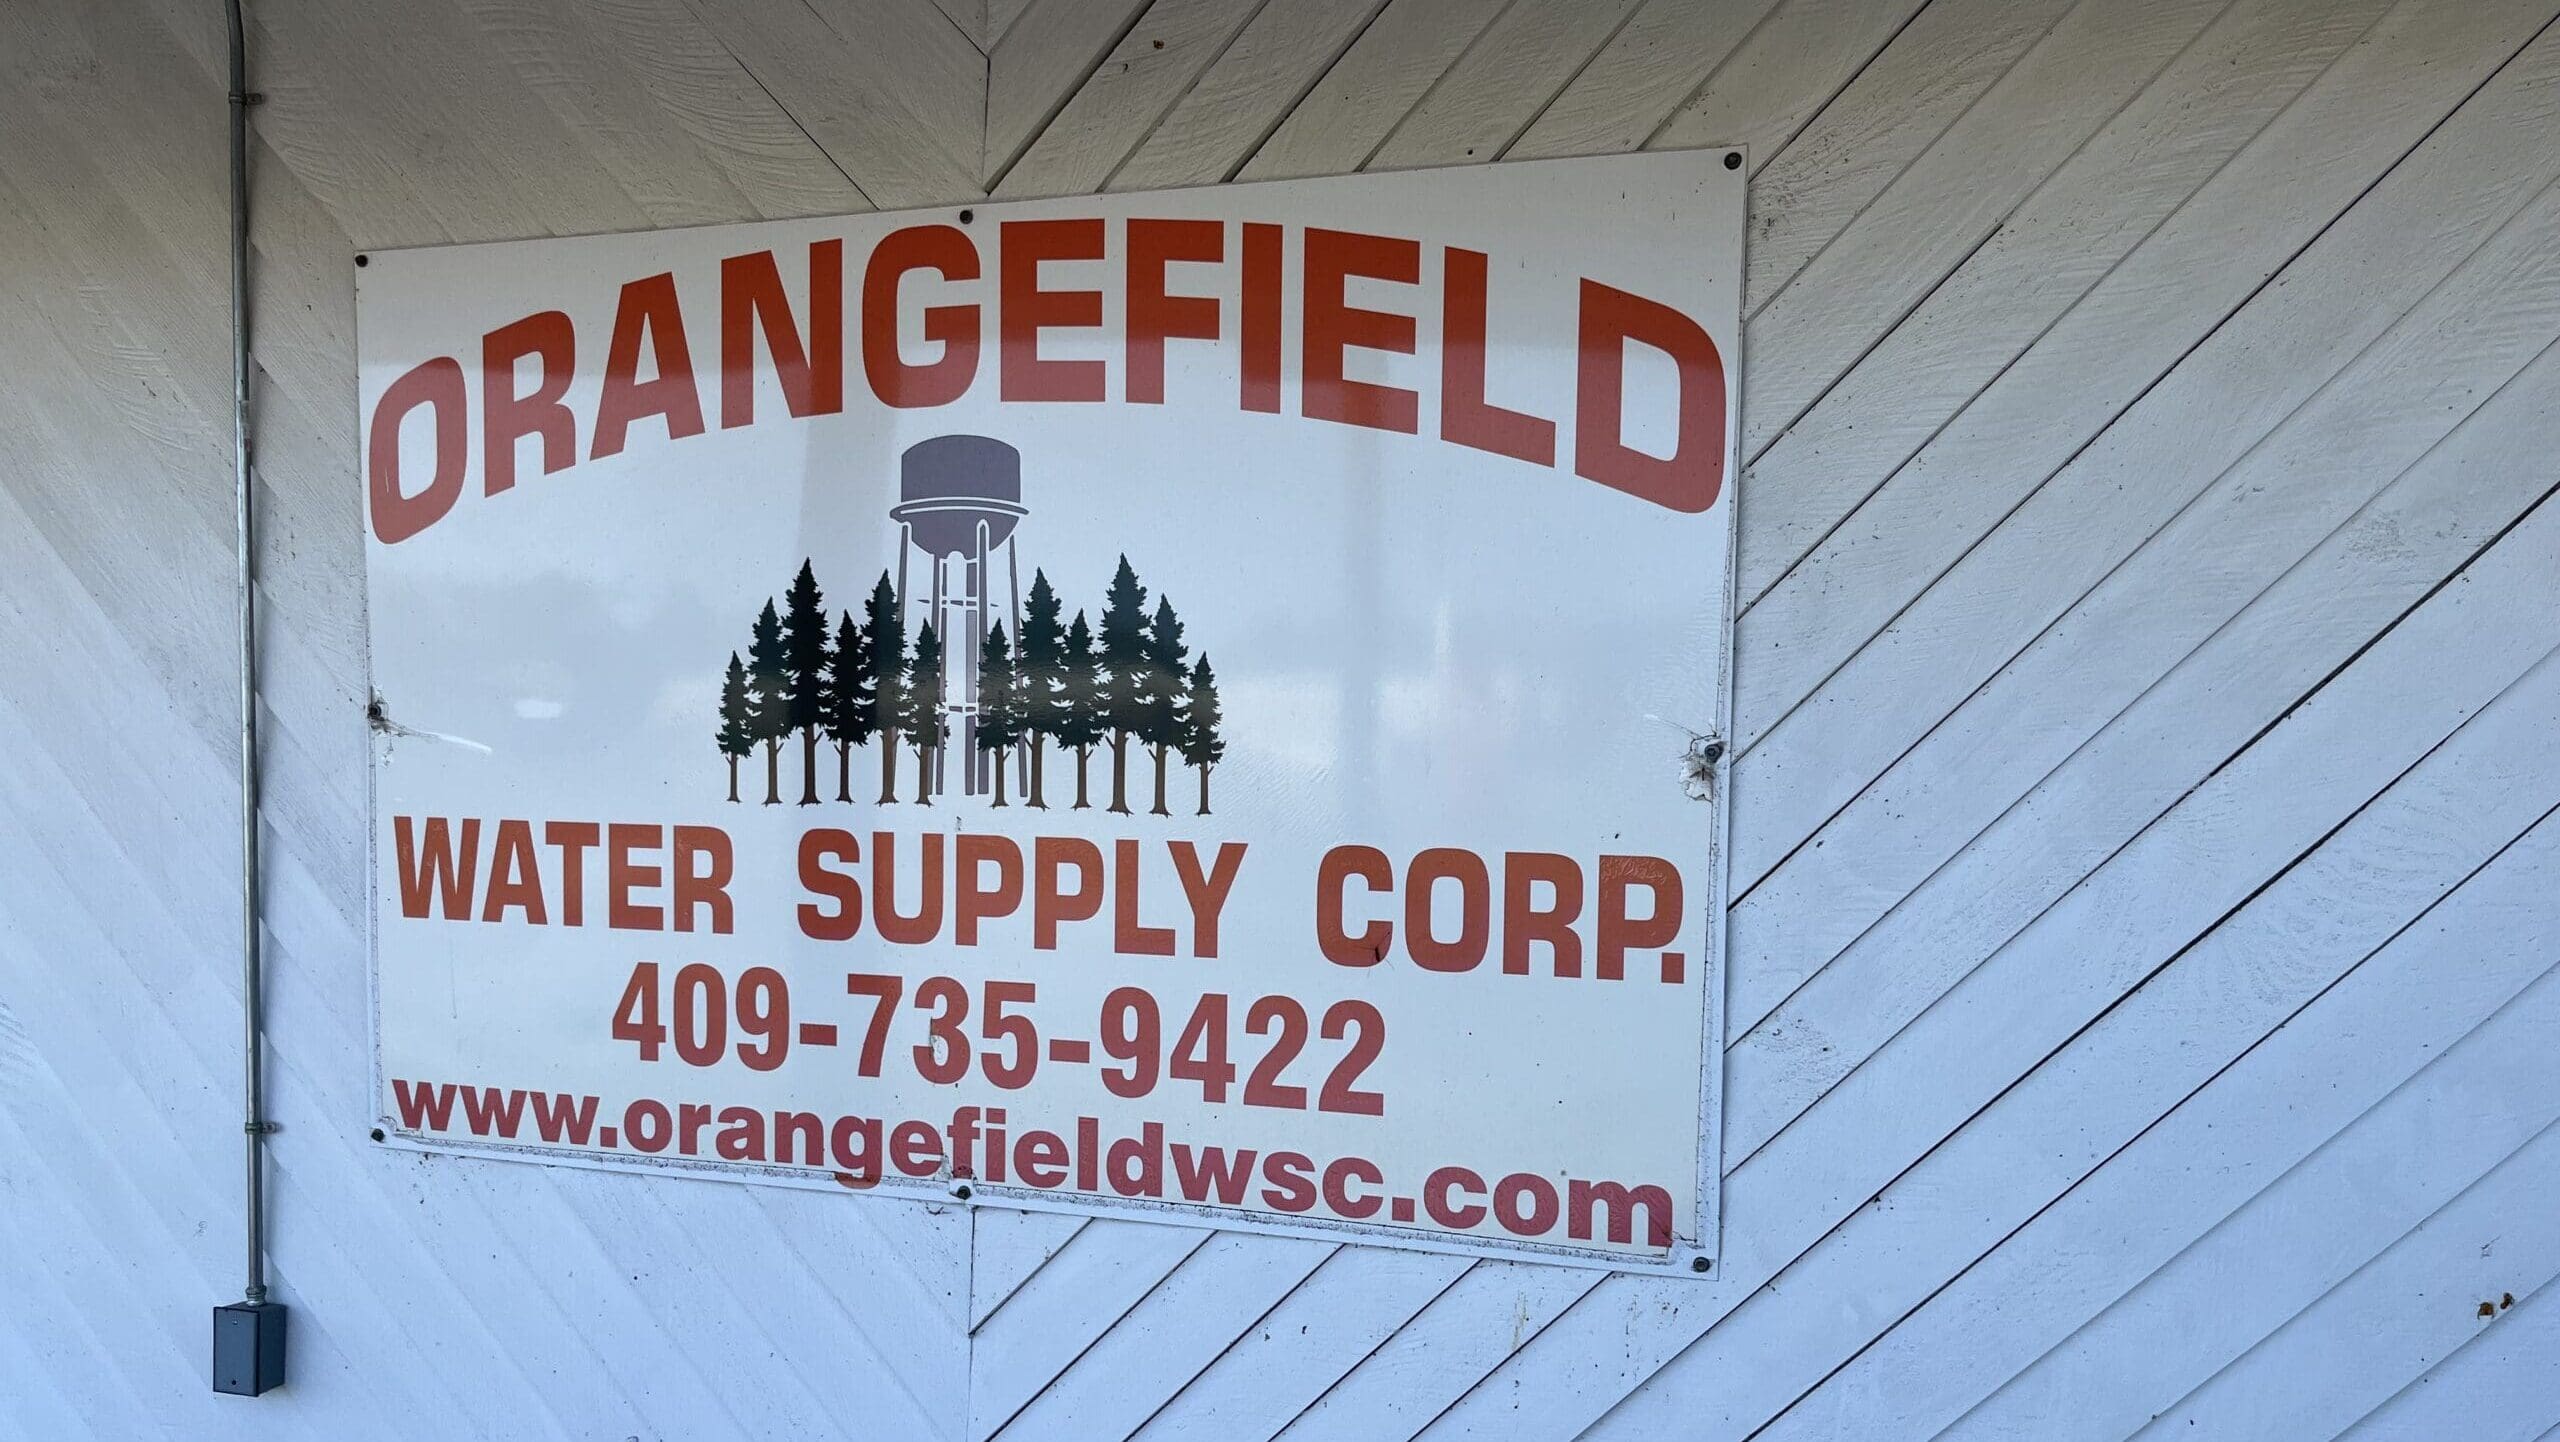 ORANGEFIELD
WATER SUPPLY CORP.
409-735-9422
www.orangefieldwsc.com